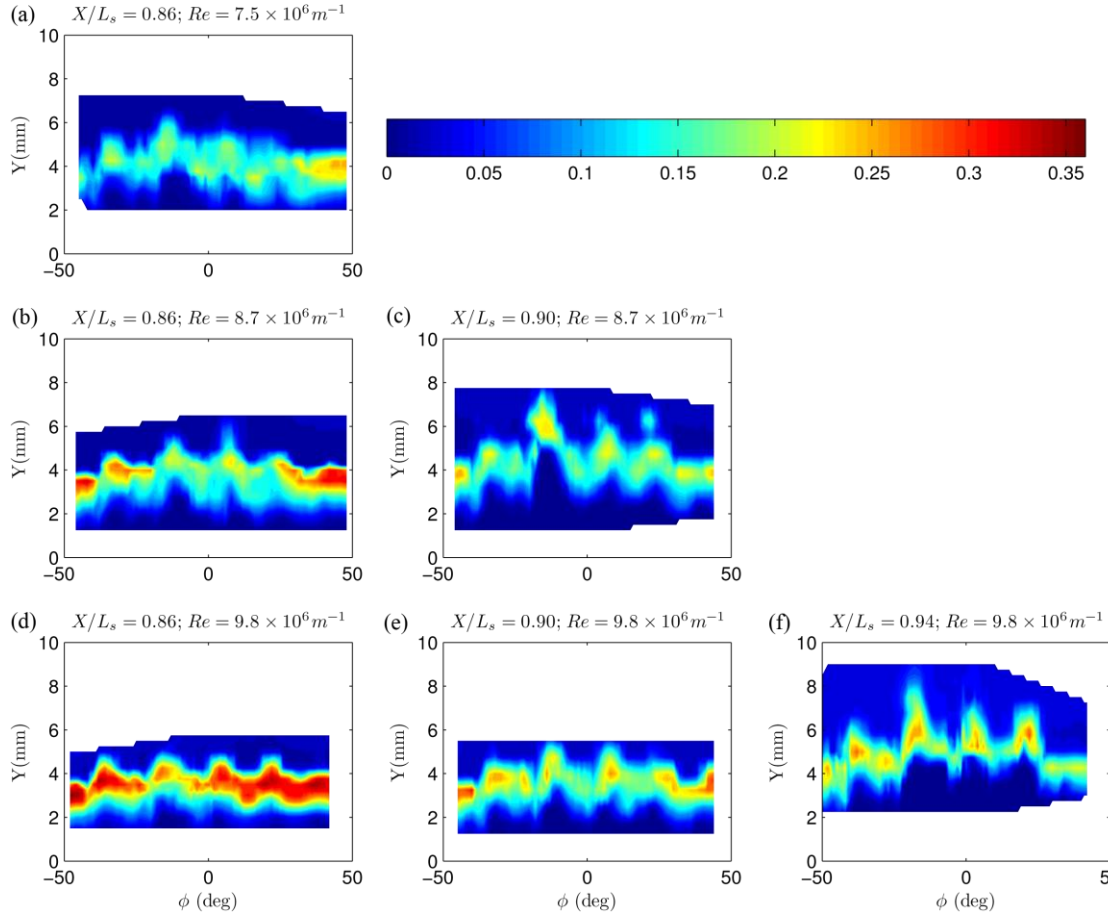 (a) X/L_s = 0.86; Re = 7.5 × 10^6 m^−1
10
8
6
4
2
0
Y(mm)
−50 0 50
0 0.05 0.1 0.15 0.2 0.25 0.3 0.35
(b) X/L_s = 0.86; Re = 8.7 × 10^6 m^−1
10
8
6
4
2
0
Y(mm)
−50 0 50
(c) X/L_s = 0.90; Re = 8.7 × 10^6 m^−1
10
8
6
4
2
0
Y(mm)
−50 0 50
(d) X/L_s = 0.86; Re = 9.8 × 10^6 m^−1
10
8
6
4
2
0
Y(mm)
−50 0 50
ϕ (deg)
(e) X/L_s = 0.90; Re = 9.8 × 10^6 m^−1
10
8
6
4
2
0
Y(mm)
−50 0 50
ϕ (deg)
(f) X/L_s = 0.94; Re = 9.8 × 10^6 m^−1
10
8
6
4
2
0
Y(mm)
−50 0 50
ϕ (deg)